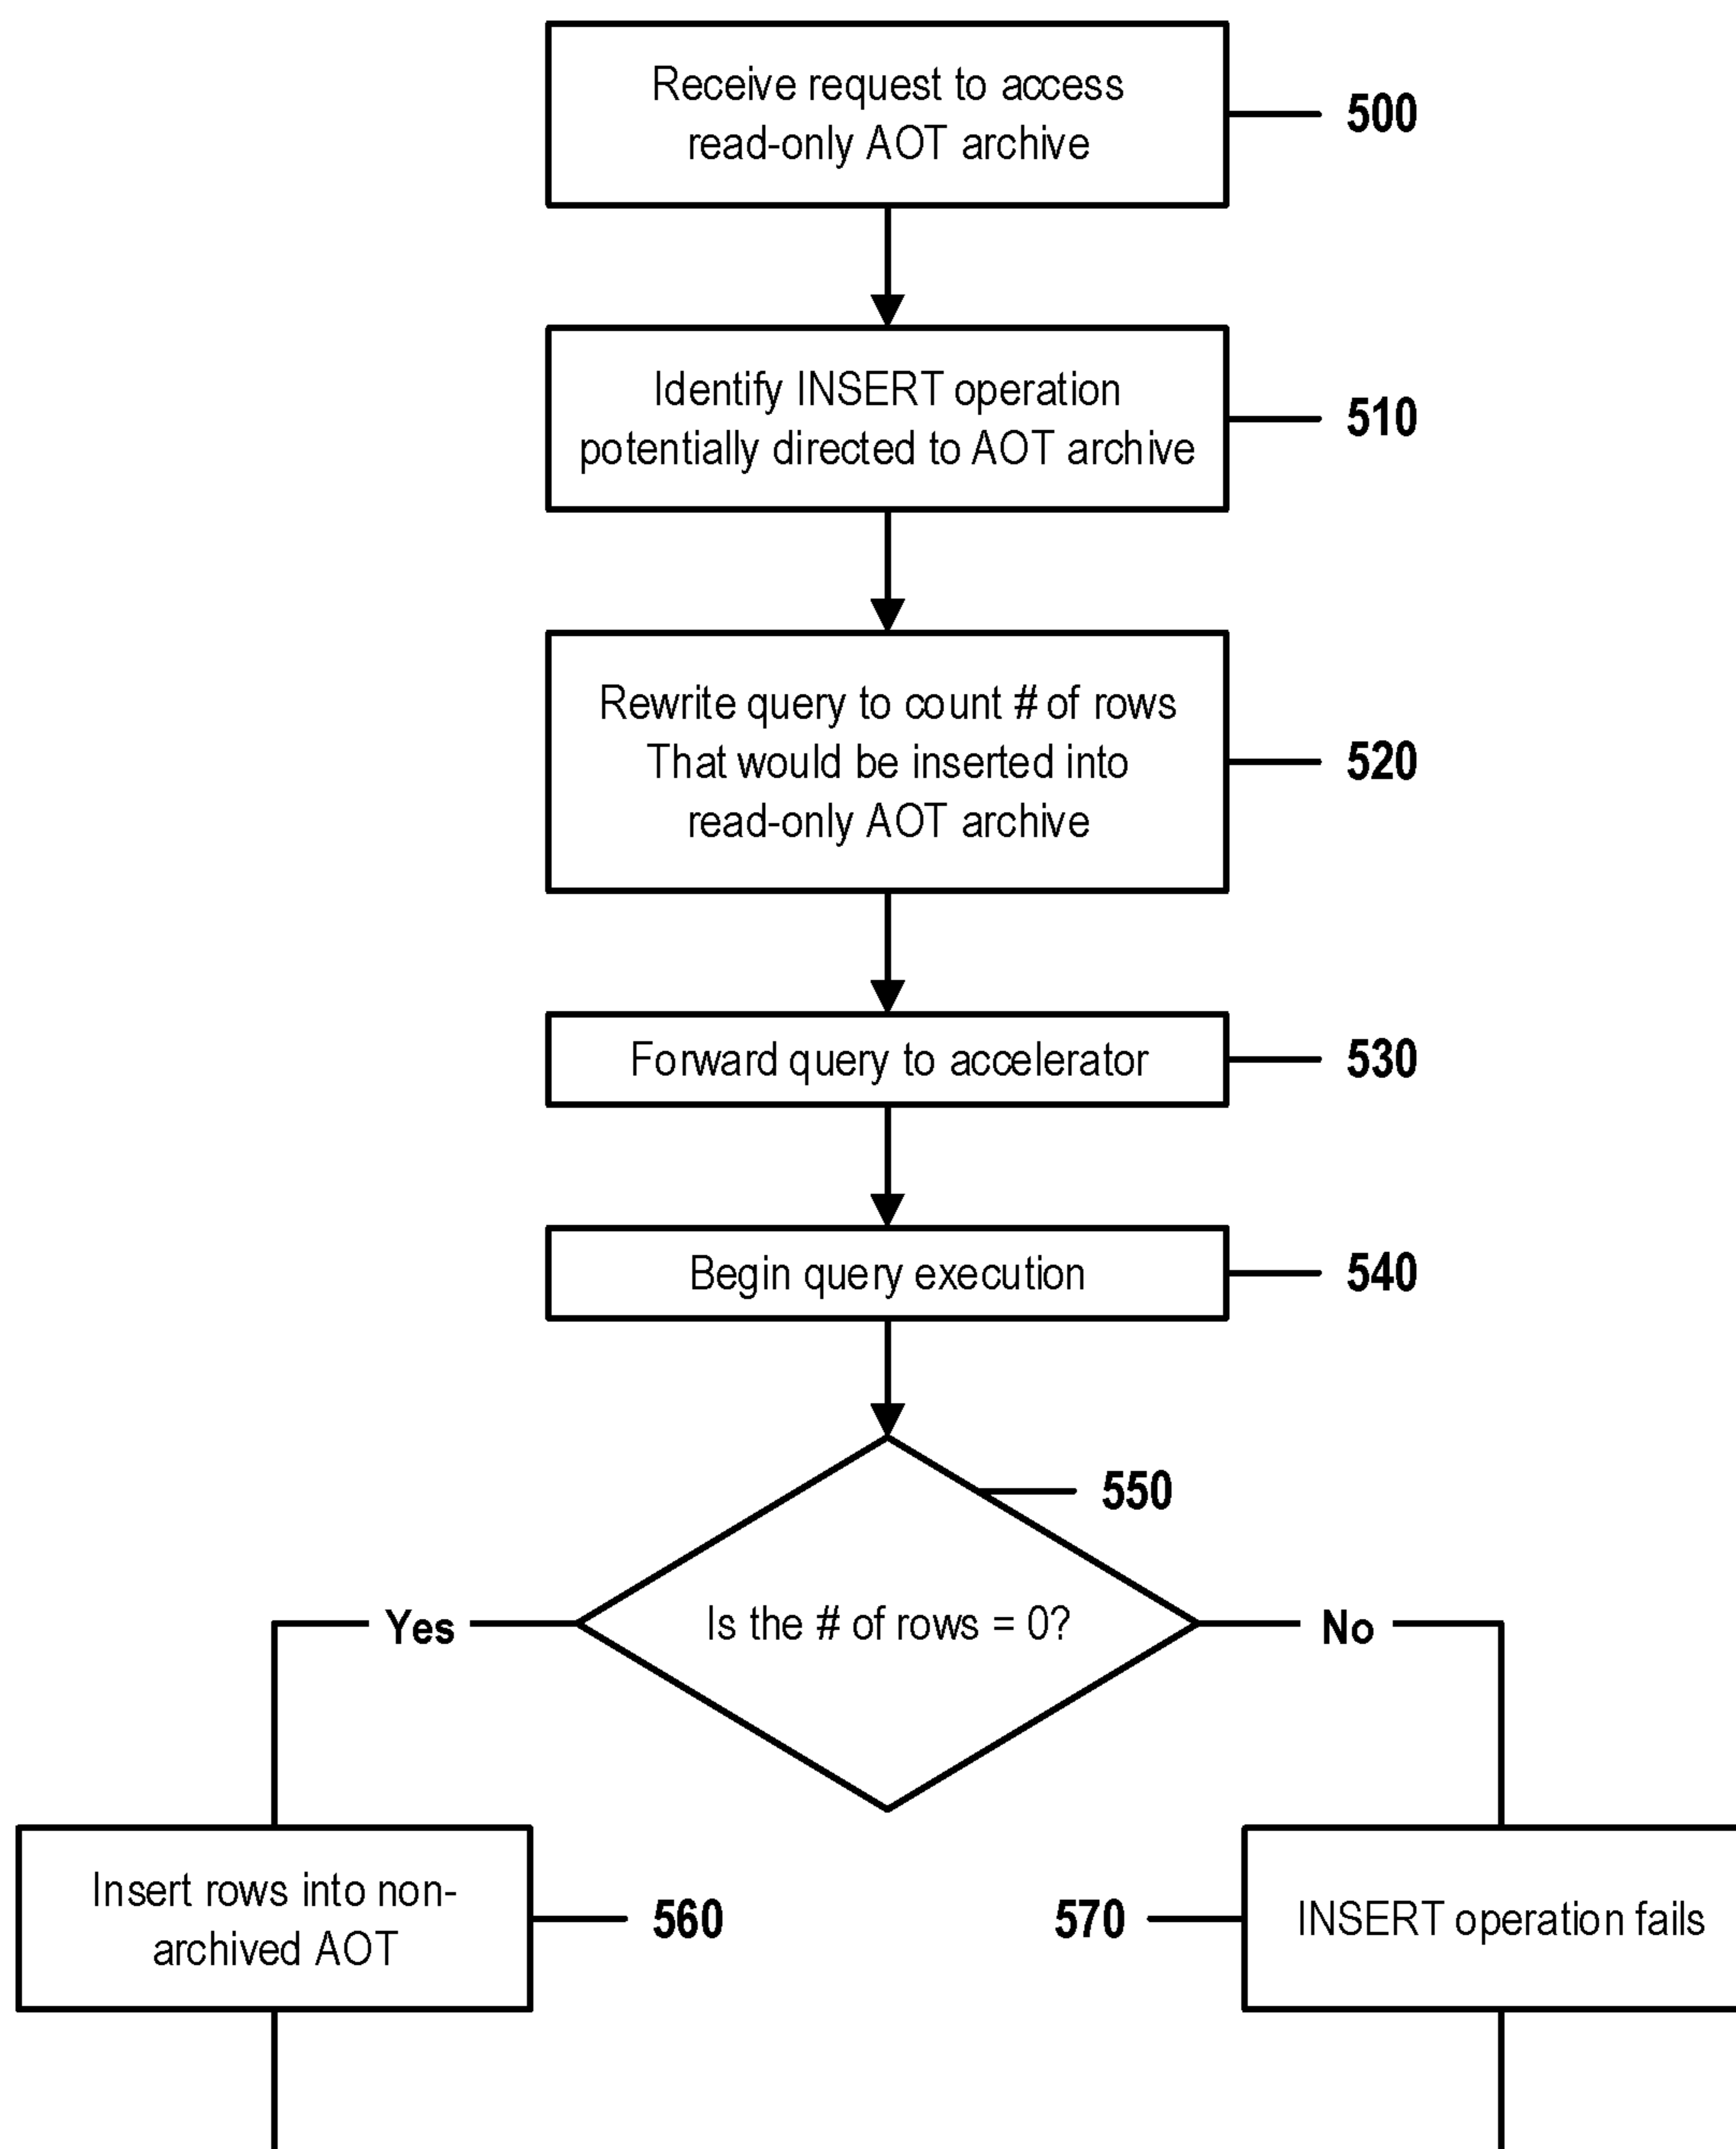 Receive request to access
read-only AOT archive
500
Identify INSERT operation
potentially directed to AOT archive
510
Rewrite query to count # of rows
That would be inserted into
read-only AOT archive
520
Forward query to accelerator
530
Begin query execution
540
550
Is the # of rows = 0?
Yes
No
Insert rows into non-
archived AOT
560
570
INSERT operation fails